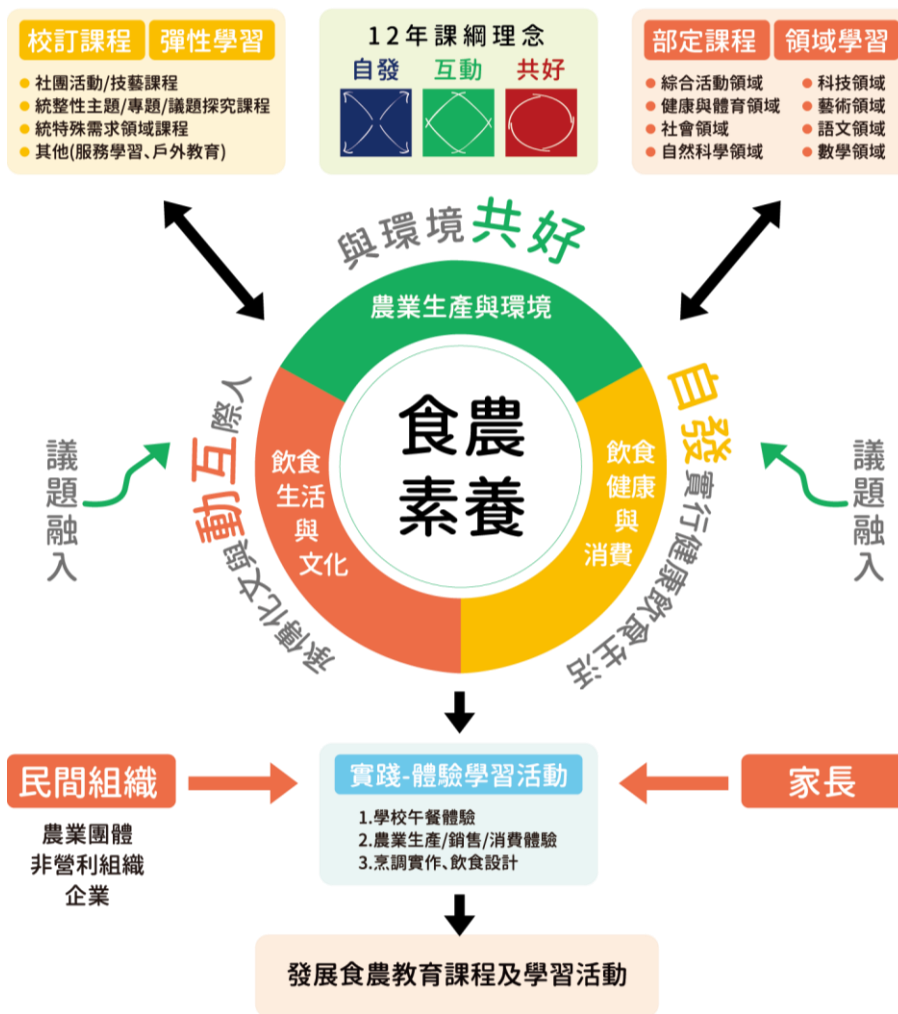 校訂課程 彈性學習
社團活動/技藝課程
統整性主題/專題/議題探究課程
統特殊需求領域課程
其他(服務學習、戶外教育)
12年課綱理念
自發 互動 共好
部定課程 領域學習
綜合活動領域
健康與體育領域
社會領域
自然科學領域
科技領域
藝術領域
語文領域
數學領域
與環境共好
農業生產與環境
人際互動與文化傳承
飲食
生活
與
文化
食農
素養
飲食
健康
與
消費
自發實行健康飲食生活
議題融入
議題融入
民間組織
農業團體
非營利組織
企業
實踐-體驗學習活動
1.學校午餐體驗
2.農業生產/銷售/消費體驗
3.烹調實作、飲食設計
家長
發展食農教育課程及學習活動